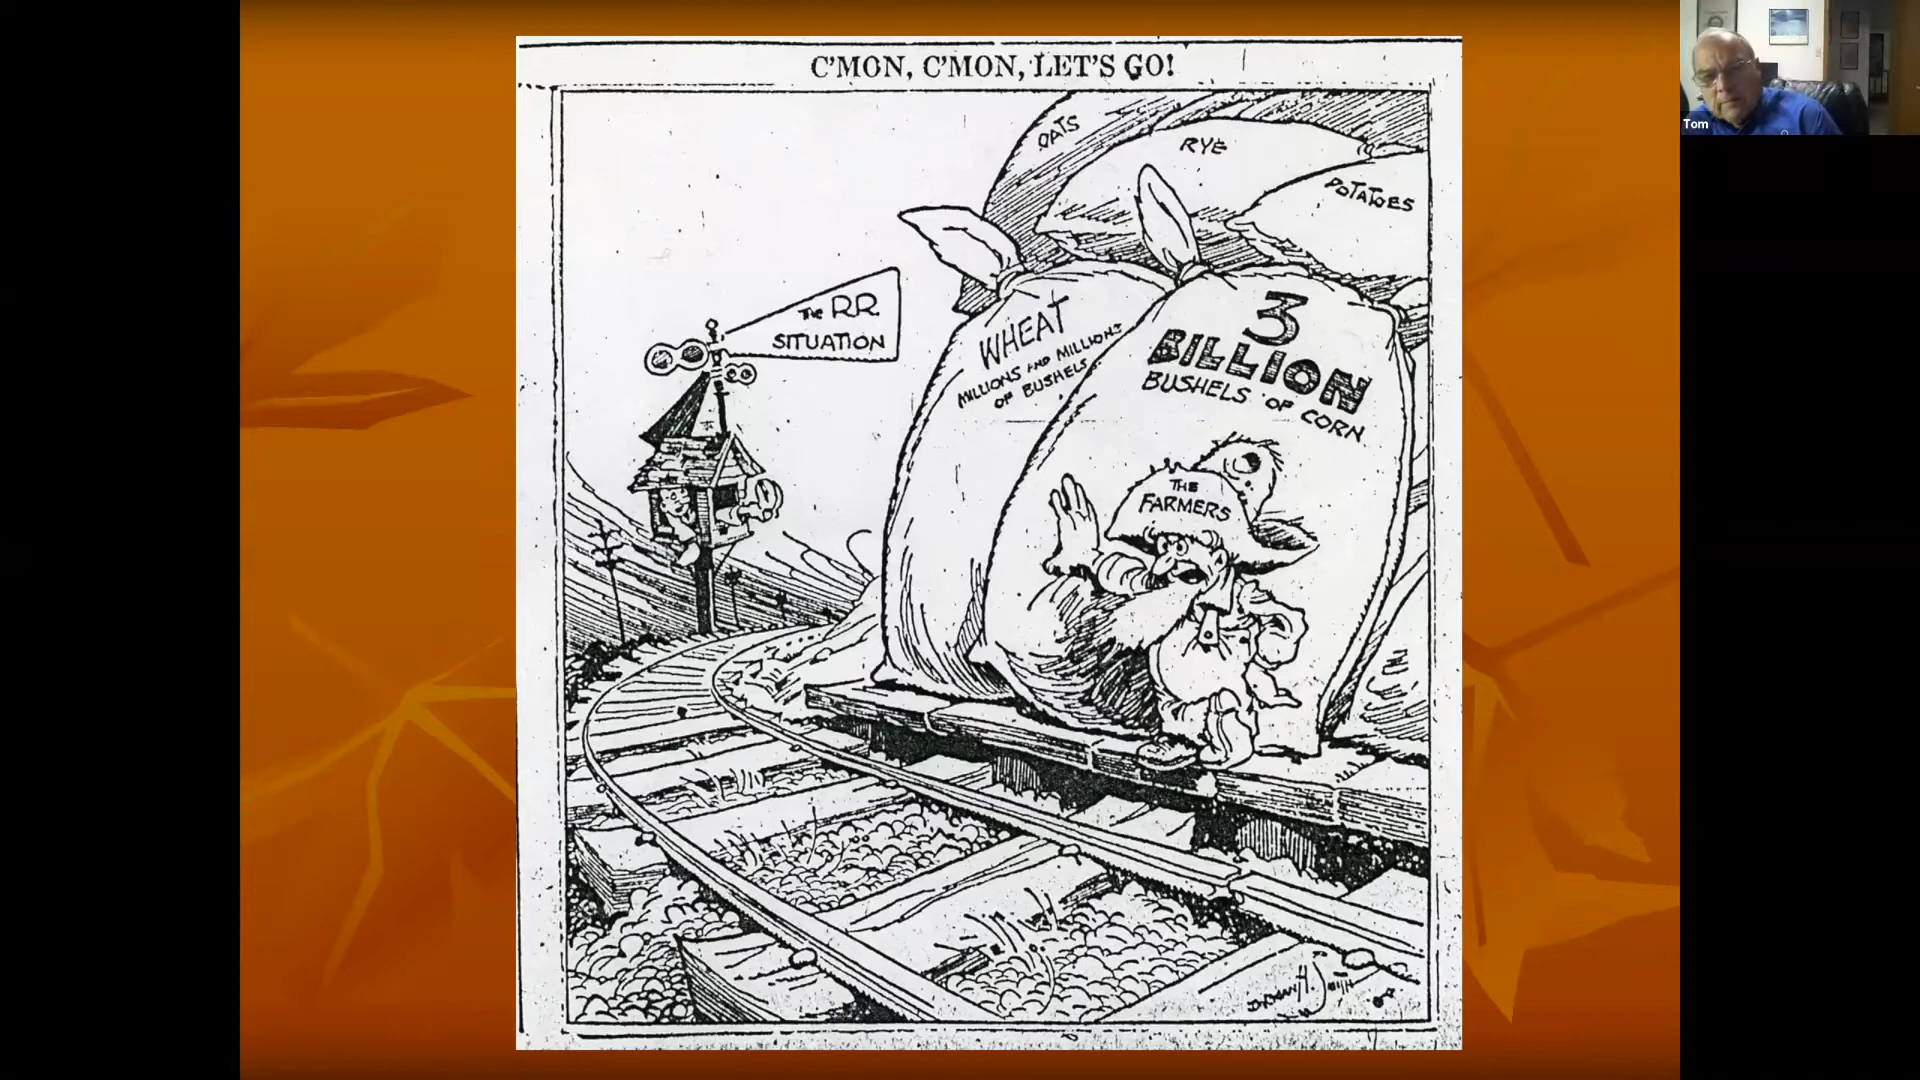 C'MON, C'MON, LET'S GO!
OATS
RYE
POTATOES
The R.R.
SITUATION
WHEAT
MILLIONS AND MILLIONS
OF BUSHELS
3
BILLION
BUSHELS OF CORN
THE
FARMERS
Tom